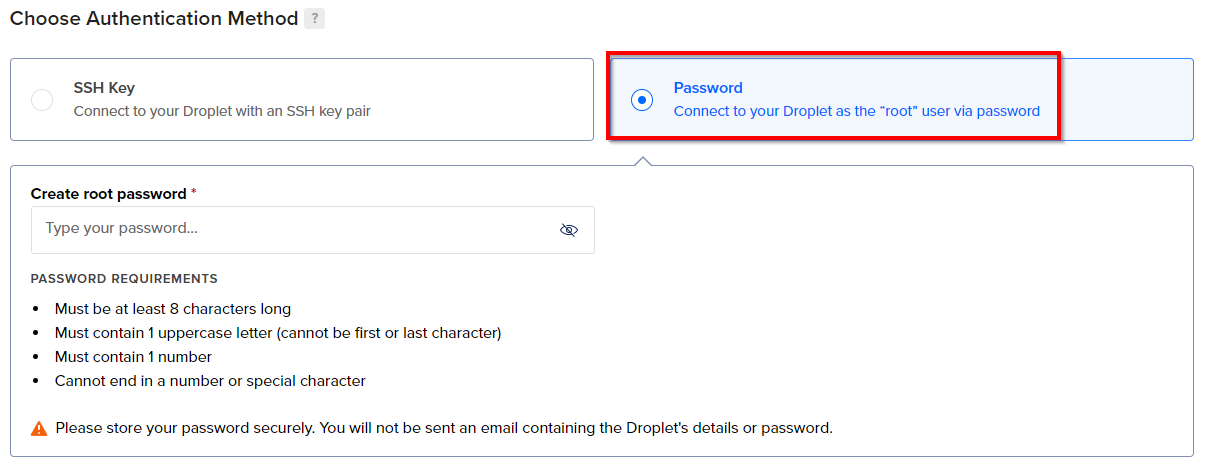 Choose Authentication Method ?
SSH Key
Connect to your Droplet with an SSH key pair
Password
Connect to your Droplet as the “root” user via password
Create root password *
Type your password...
PASSWORD REQUIREMENTS
• Must be at least 8 characters long
• Must contain 1 uppercase letter (cannot be first or last character)
• Must contain 1 number
• Cannot end in a number or special character
Please store your password securely. You will not be sent an email containing the Droplet's details or password.